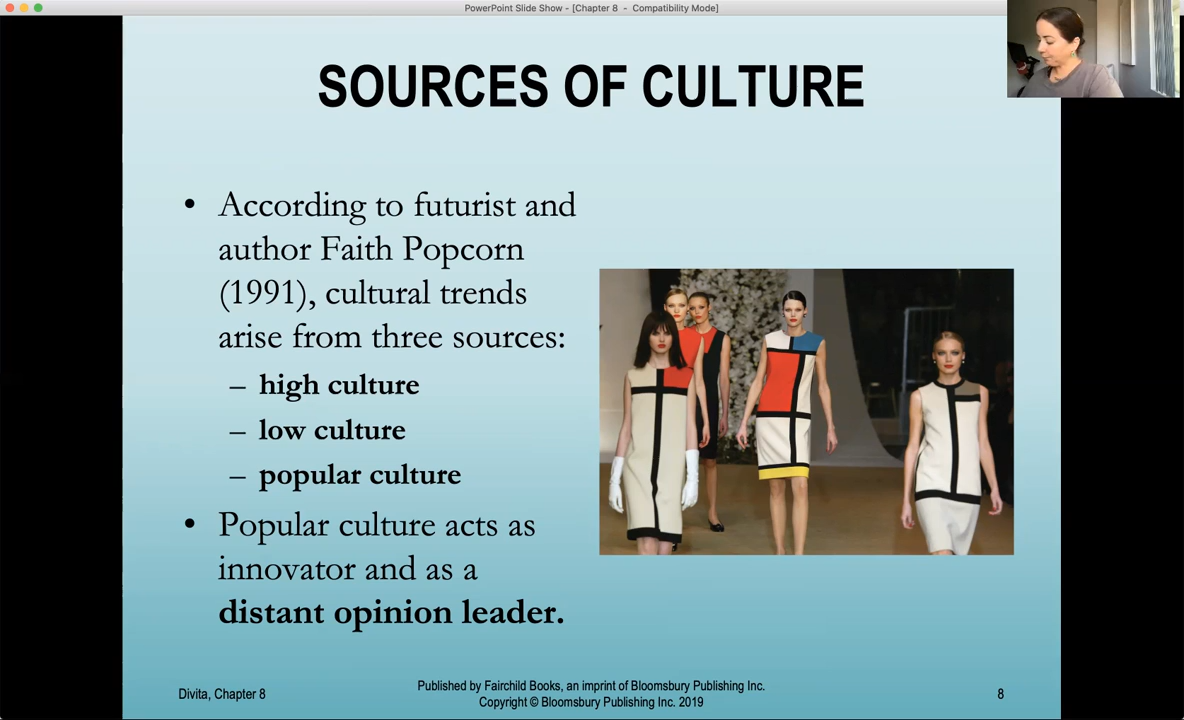 PowerPoint Slide Show - [Chapter 8 - Compatibility Mode]
SOURCES OF CULTURE
• According to futurist and
author Faith Popcorn
(1991), cultural trends
arise from three sources:
– high culture
– low culture
– popular culture
• Popular culture acts as
innovator and as a
distant opinion leader.
Divita, Chapter 8
Published by Fairchild Books, an imprint of Bloomsbury Publishing Inc.
Copyright © Bloomsbury Publishing Inc. 2019
8